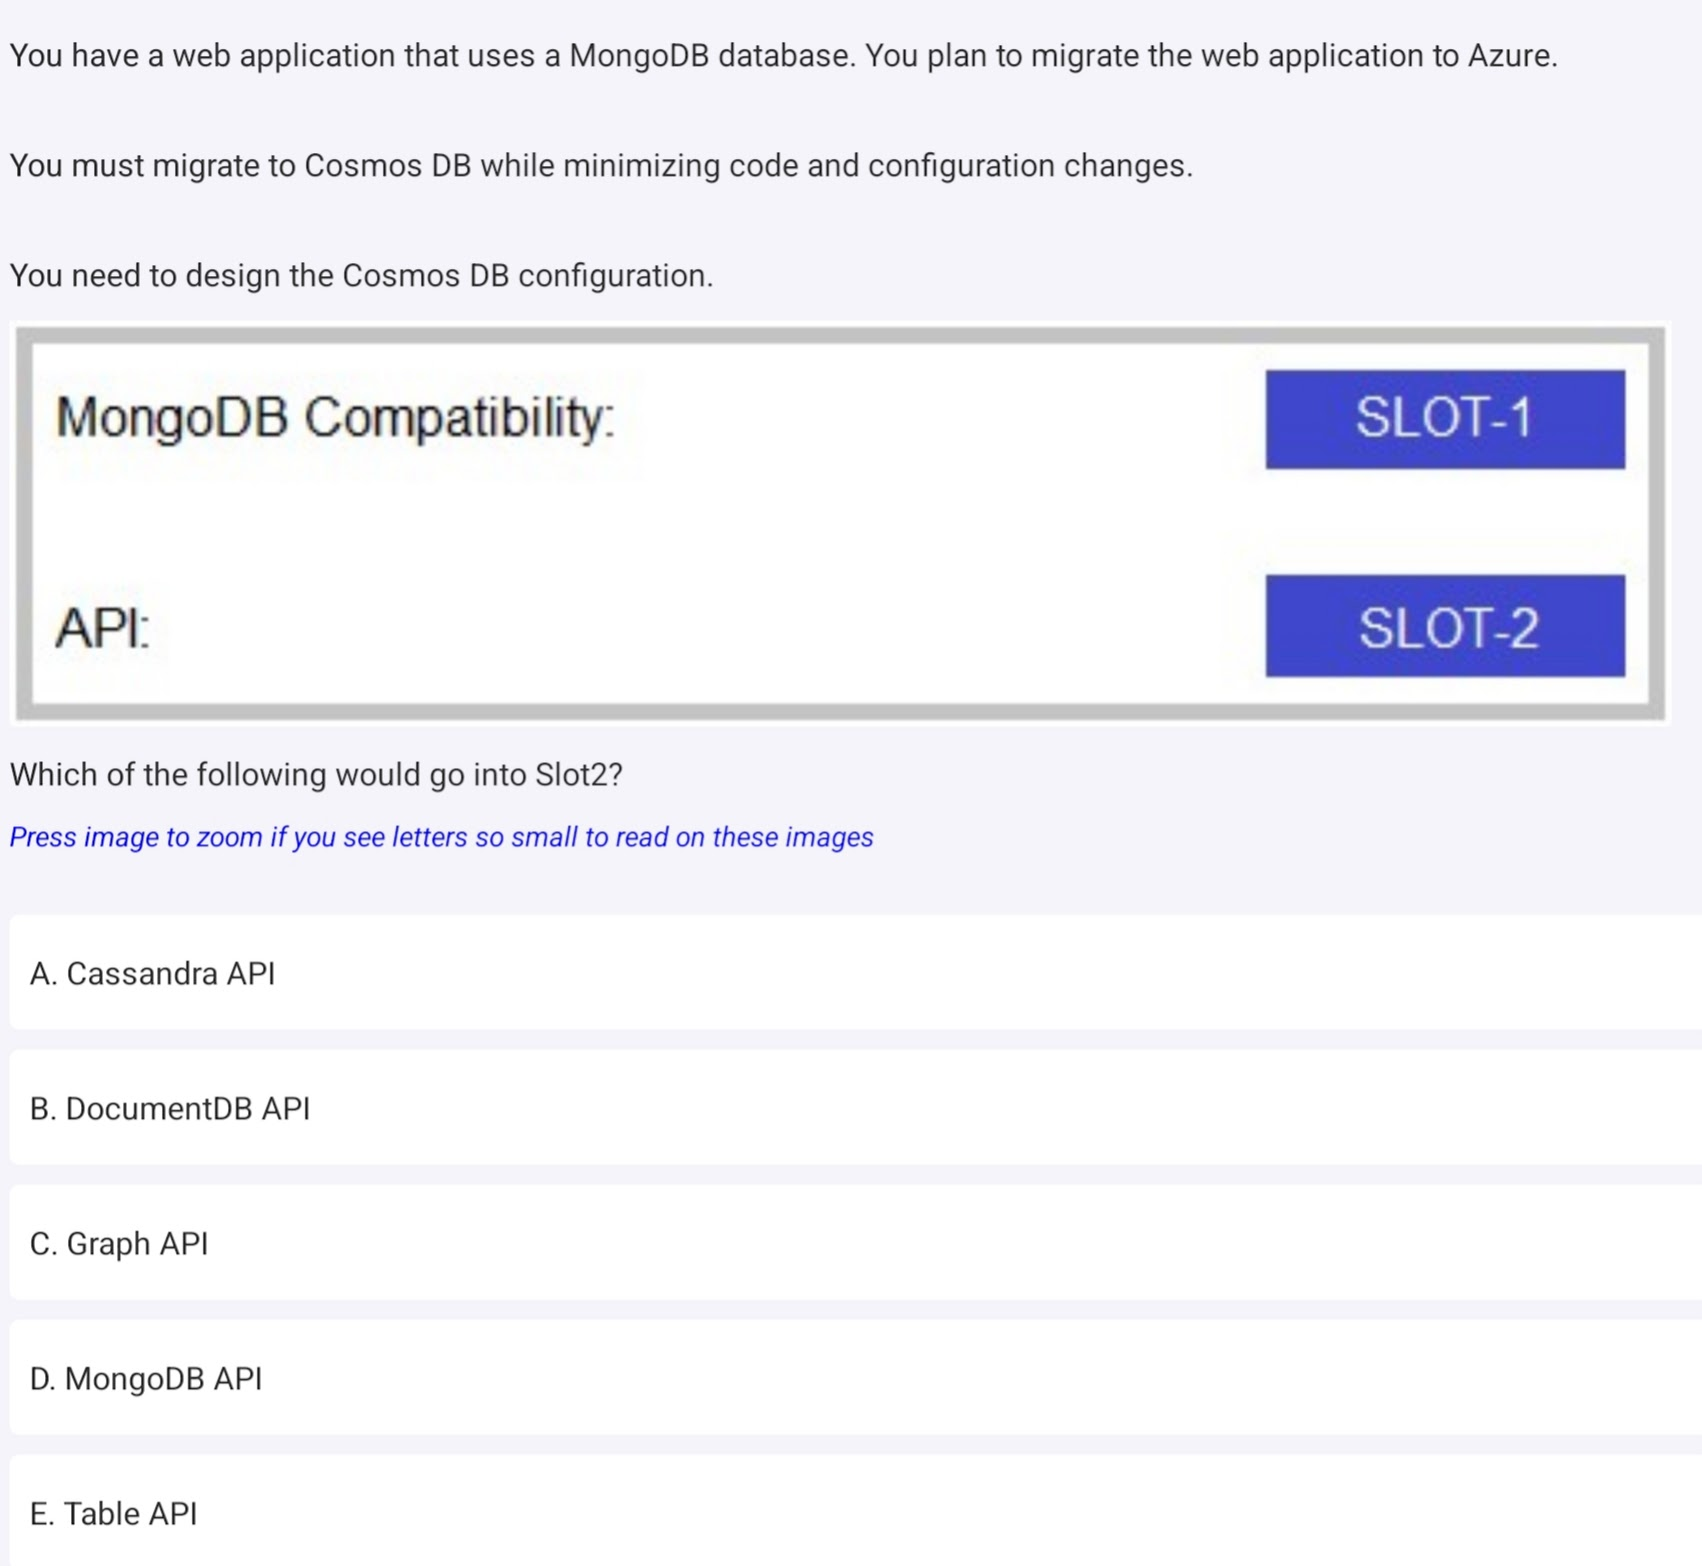 You have a web application that uses a MongoDB database. You plan to migrate the web application to Azure.
You must migrate to Cosmos DB while minimizing code and configuration changes.
You need to design the Cosmos DB configuration.
MongoDB Compatibility: SLOT-1
API: SLOT-2
Which of the following would go into Slot2?
Press image to zoom if you see letters so small to read on these images
A. Cassandra API
B. DocumentDB API
C. Graph API
D. MongoDB API
E. Table API